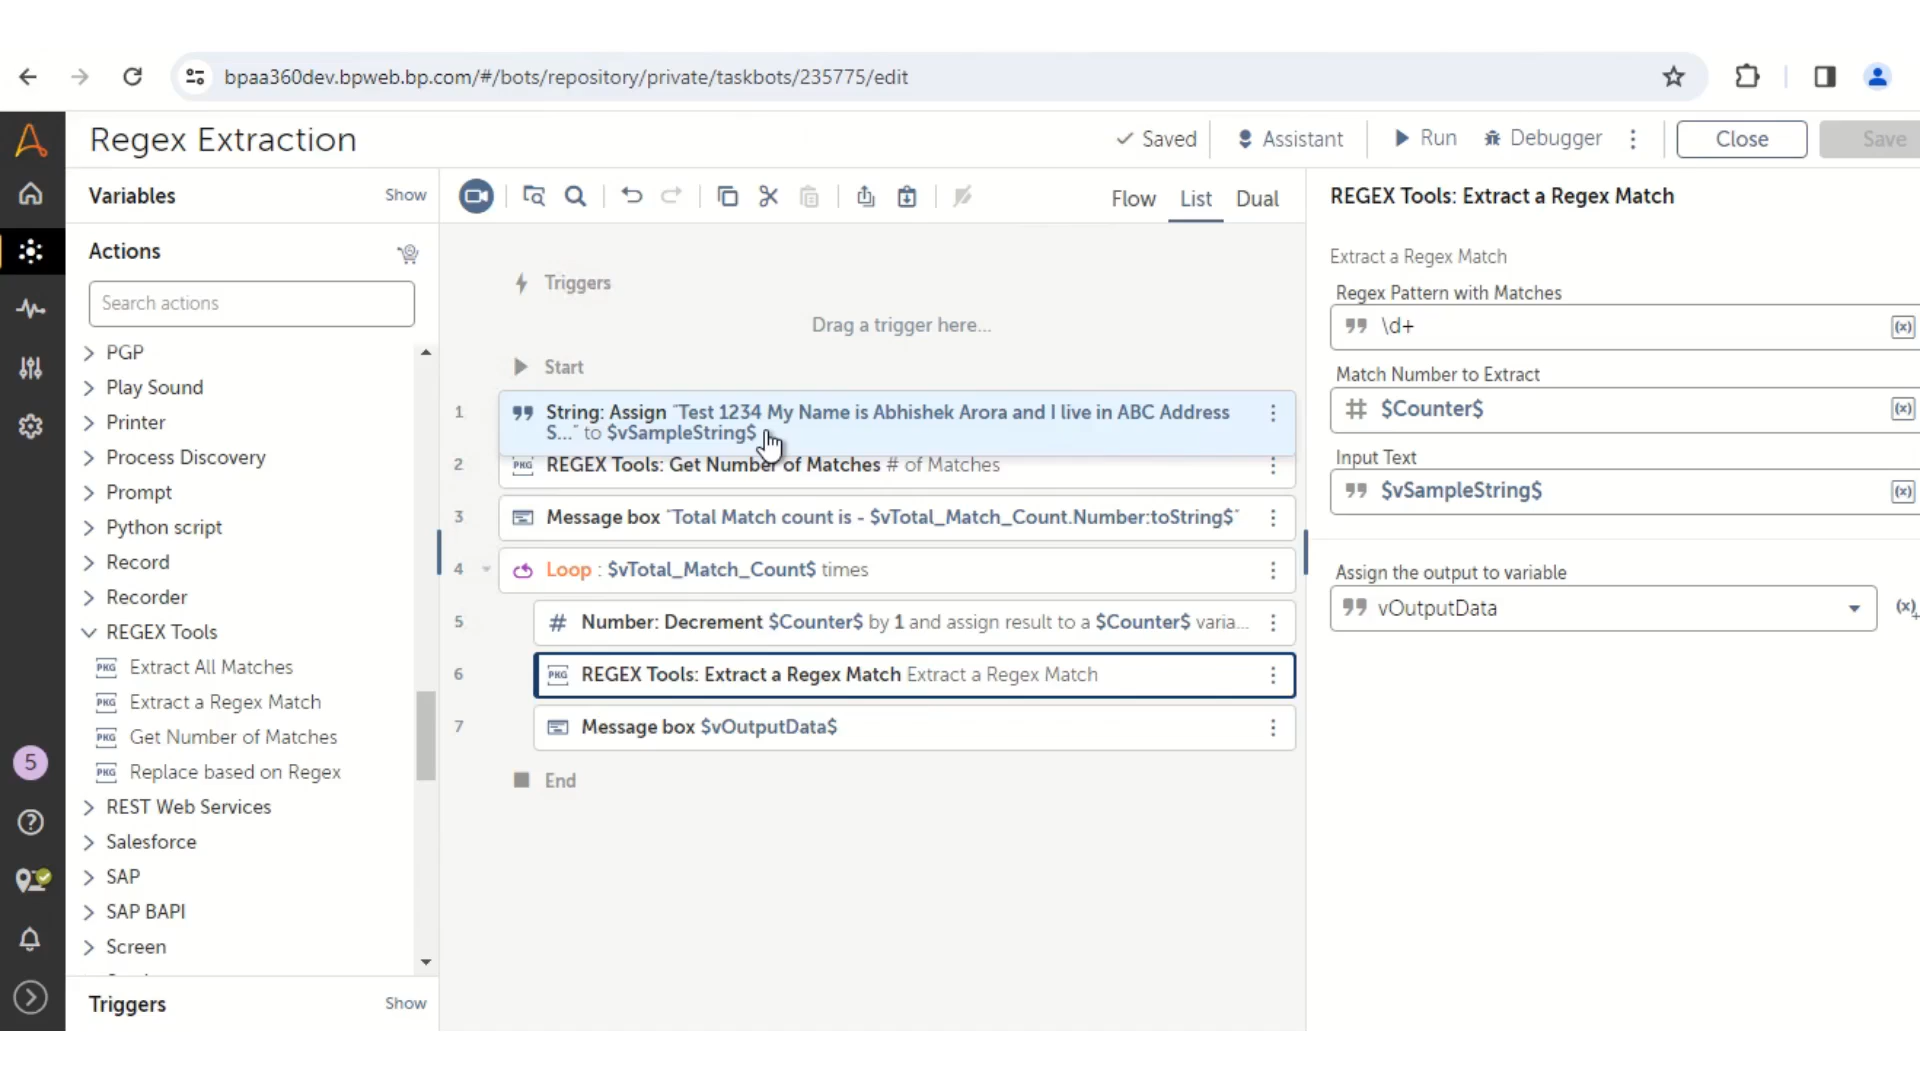 bpaa360dev.bpweb.bp.com/#/bots/repository/private/taskbots/235775/edit
Regex Extraction
Saved
Assistant
Run
Debugger
Close
Save
Variables
Show
Actions
Search actions
PGP
Play Sound
Printer
Process Discovery
Prompt
Python script
Record
Recorder
REGEX Tools
PKG Extract All Matches
PKG Extract a Regex Match
PKG Get Number of Matches
PKG Replace based on Regex
REST Web Services
Salesforce
SAP
SAP BAPI
Screen
Triggers
Show
5
Flow
List
Dual
Triggers
Drag a trigger here...
Start
1 String: Assign "Test 1234 My Name is Abhishek Arora and I live in ABC Address
S..." to $vSampleString$
2 PKG REGEX Tools: Get Number of Matches # of Matches
3 Message box "Total Match count is - $vTotal_Match_Count.Number:toString$"
4 Loop : $vTotal_Match_Count$ times
5 # Number: Decrement $Counter$ by 1 and assign result to a $Counter$ varia...
6 PKG REGEX Tools: Extract a Regex Match Extract a Regex Match
7 Message box $vOutputData$
End
REGEX Tools: Extract a Regex Match
Extract a Regex Match
Regex Pattern with Matches
\d+ (x)
Match Number to Extract
# $Counter$ (x)
Input Text
$vSampleString$ (x)
Assign the output to variable
vOutputData (x)+